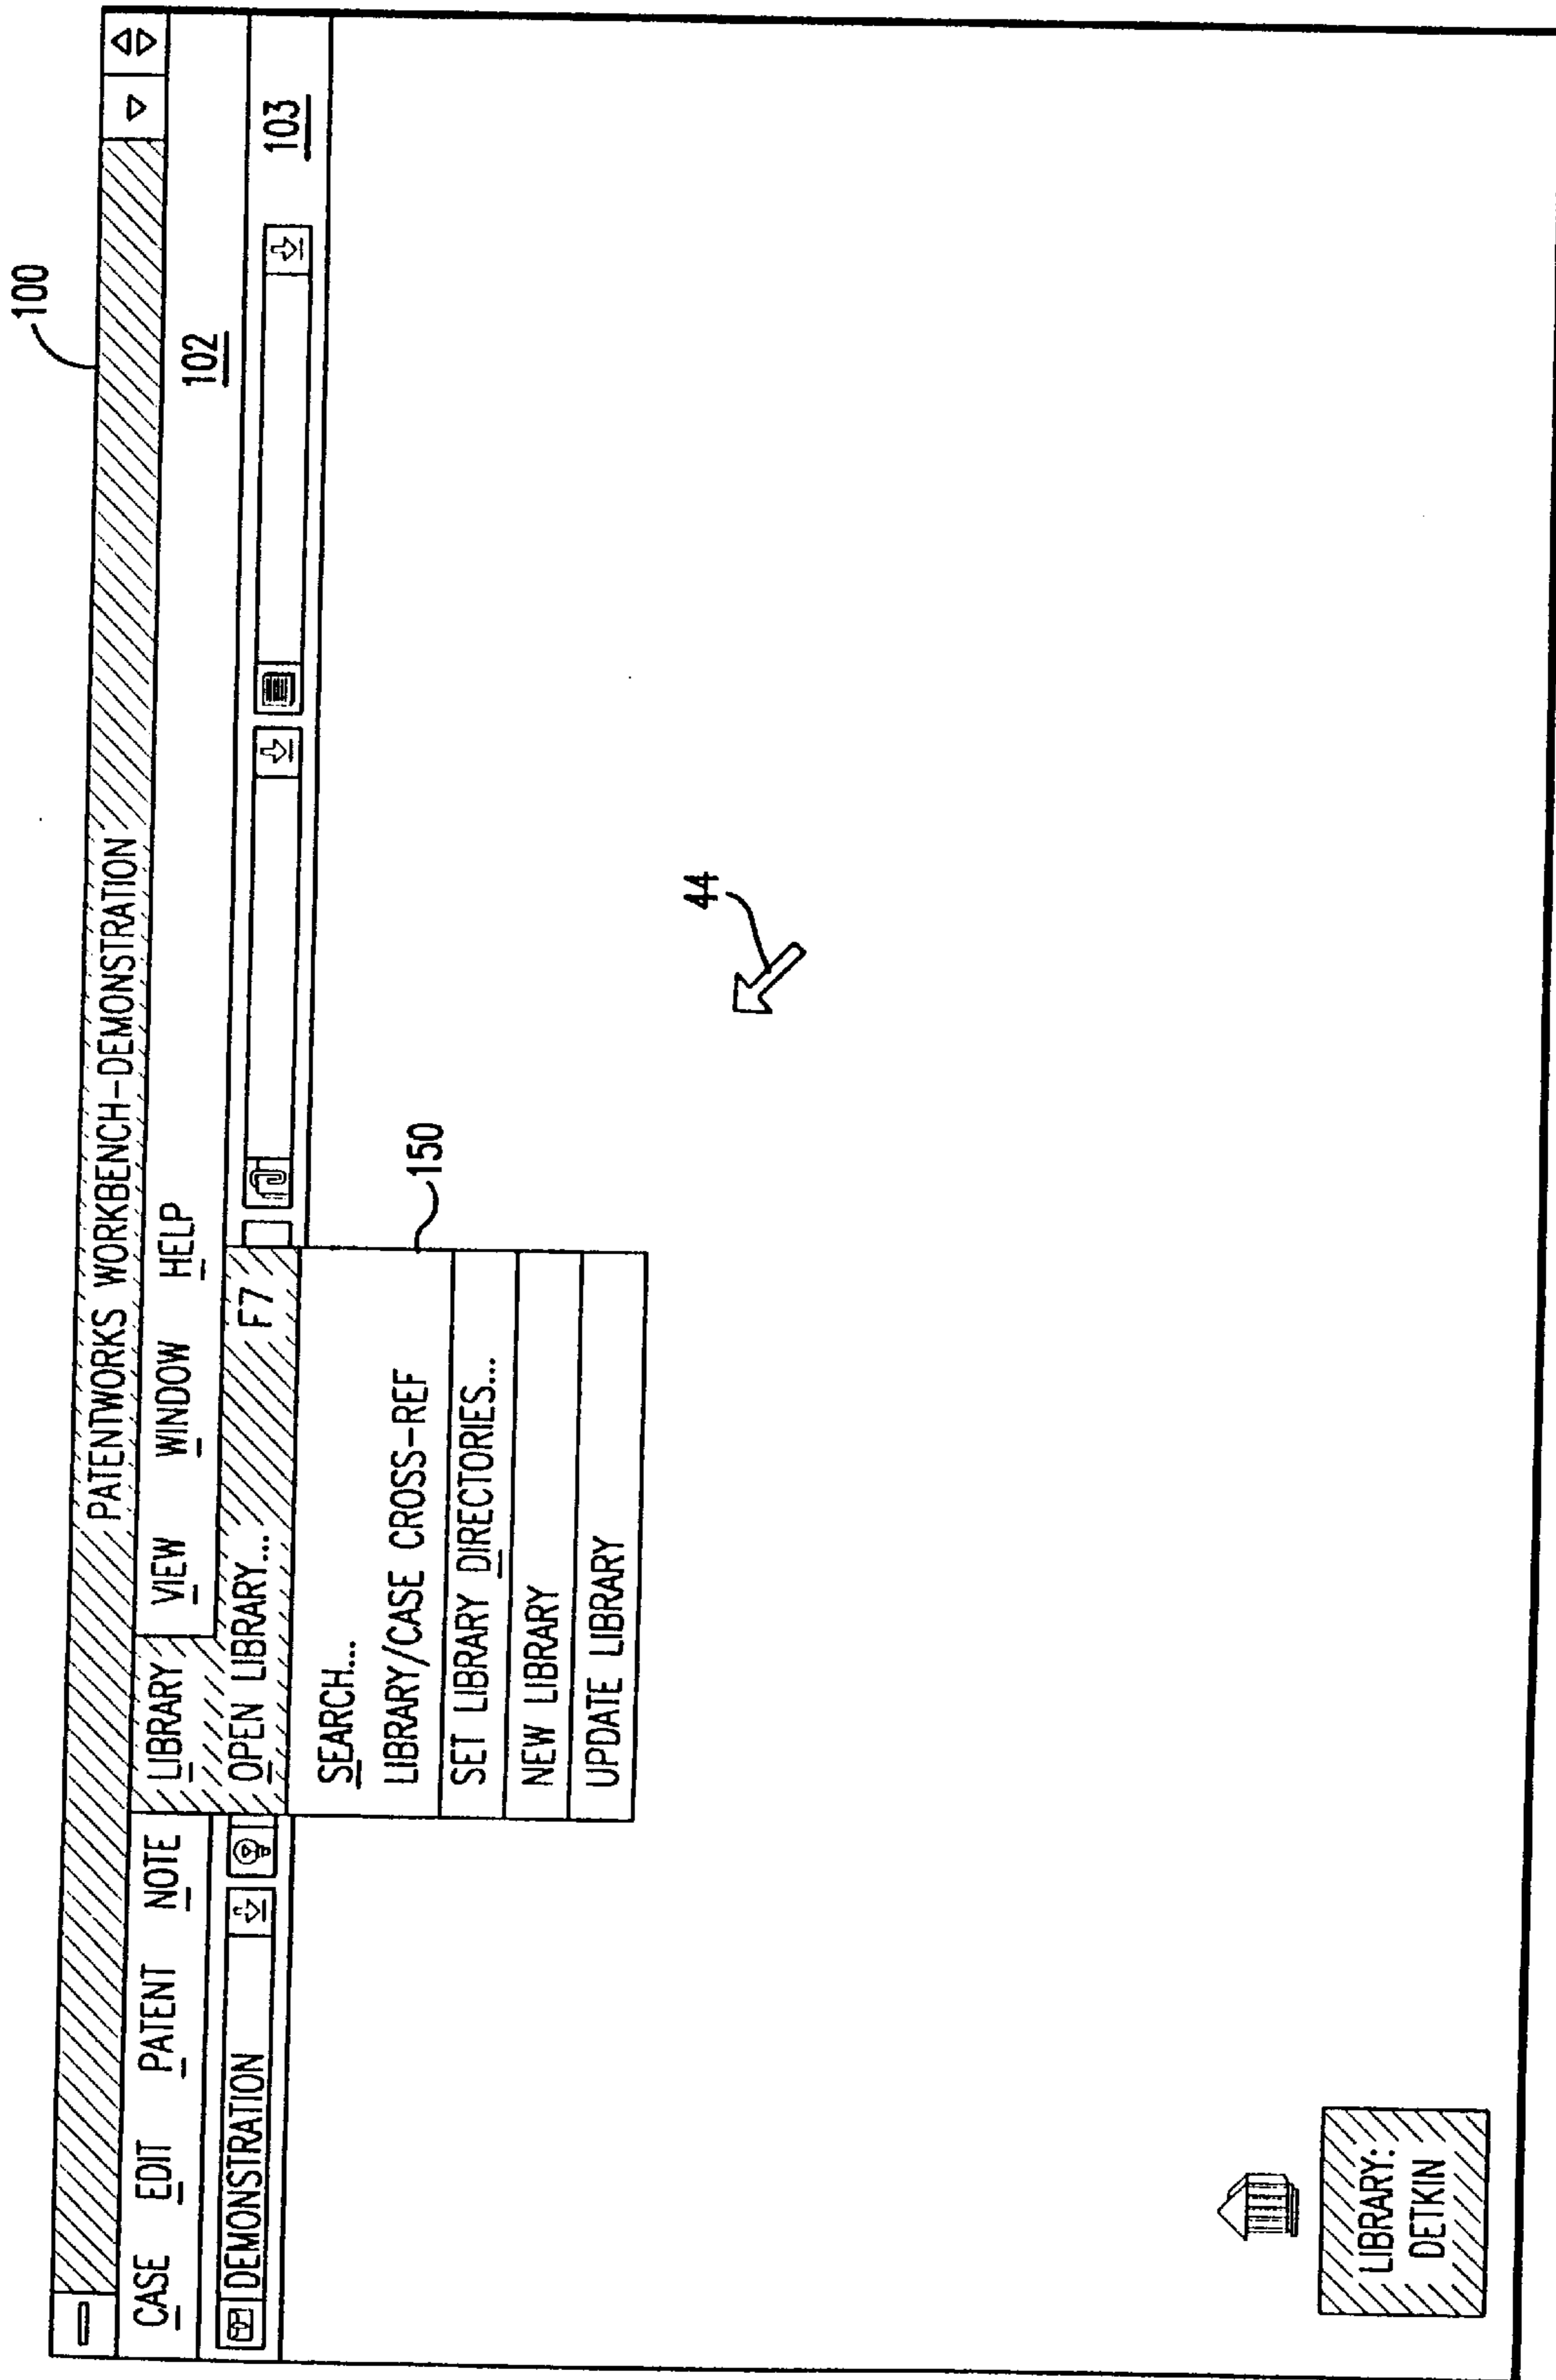 100
PATENTWORKS WORKBENCH-DEMONSTRATION
CASE EDIT PATENT NOTE LIBRARY VIEW WINDOW HELP
102
DEMONSTRATION
103
OPEN LIBRARY... F7
SEARCH...
LIBRARY/CASE CROSS-REF
150
SET LIBRARY DIRECTORIES...
NEW LIBRARY
UPDATE LIBRARY
44
LIBRARY:
DETKIN